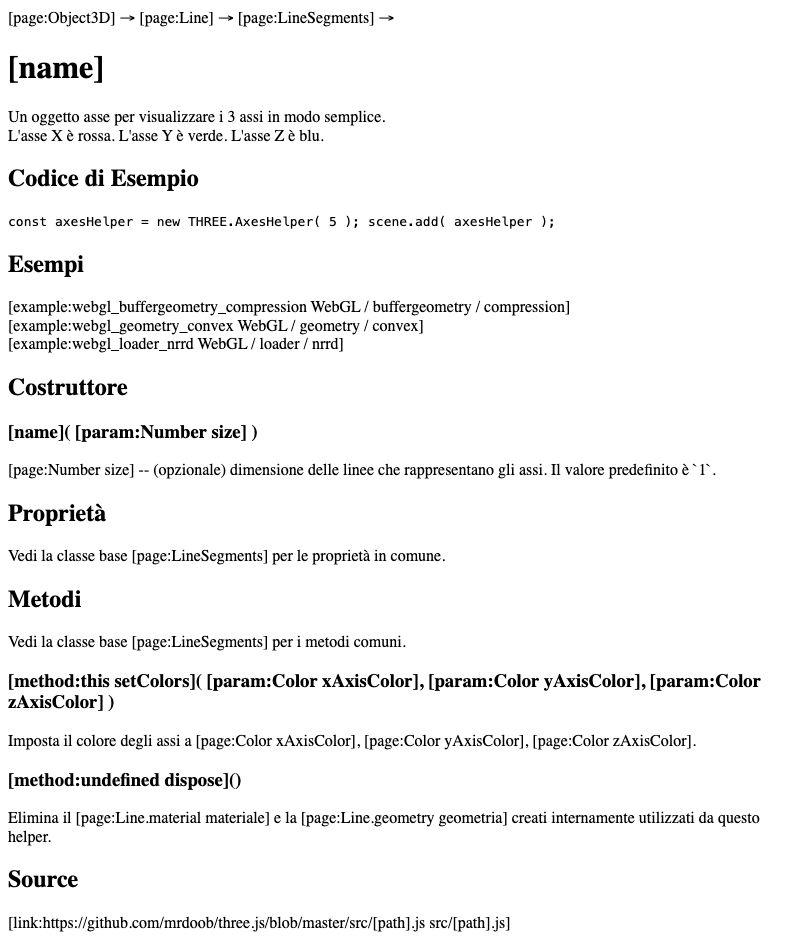 [page:Object3D] → [page:Line] → [page:LineSegments] →
[name]
Un oggetto asse per visualizzare i 3 assi in modo semplice.
L'asse X è rossa. L'asse Y è verde. L'asse Z è blu.
Codice di Esempio
const axesHelper = new THREE.AxesHelper( 5 ); scene.add( axesHelper );
Esempi
[example:webgl_buffergeometry_compression WebGL / buffergeometry / compression]
[example:webgl_geometry_convex WebGL / geometry / convex]
[example:webgl_loader_nrrd WebGL / loader / nrrd]
Costruttore
[name]( [param:Number size] )
[page:Number size] -- (opzionale) dimensione delle linee che rappresentano gli assi. Il valore predefinito è `1`.
Proprietà
Vedi la classe base [page:LineSegments] per le proprietà in comune.
Metodi
Vedi la classe base [page:LineSegments] per i metodi comuni.
[method:this setColors]( [param:Color xAxisColor], [param:Color yAxisColor], [param:Color
zAxisColor] )
Imposta il colore degli assi a [page:Color xAxisColor], [page:Color yAxisColor], [page:Color zAxisColor].
[method:undefined dispose]()
Elimina il [page:Line.material materiale] e la [page:Line.geometry geometria] creati internamente utilizzati da questo
helper.
Source
[link:https://github.com/mrdoob/three.js/blob/master/src/[path].js src/[path].js]